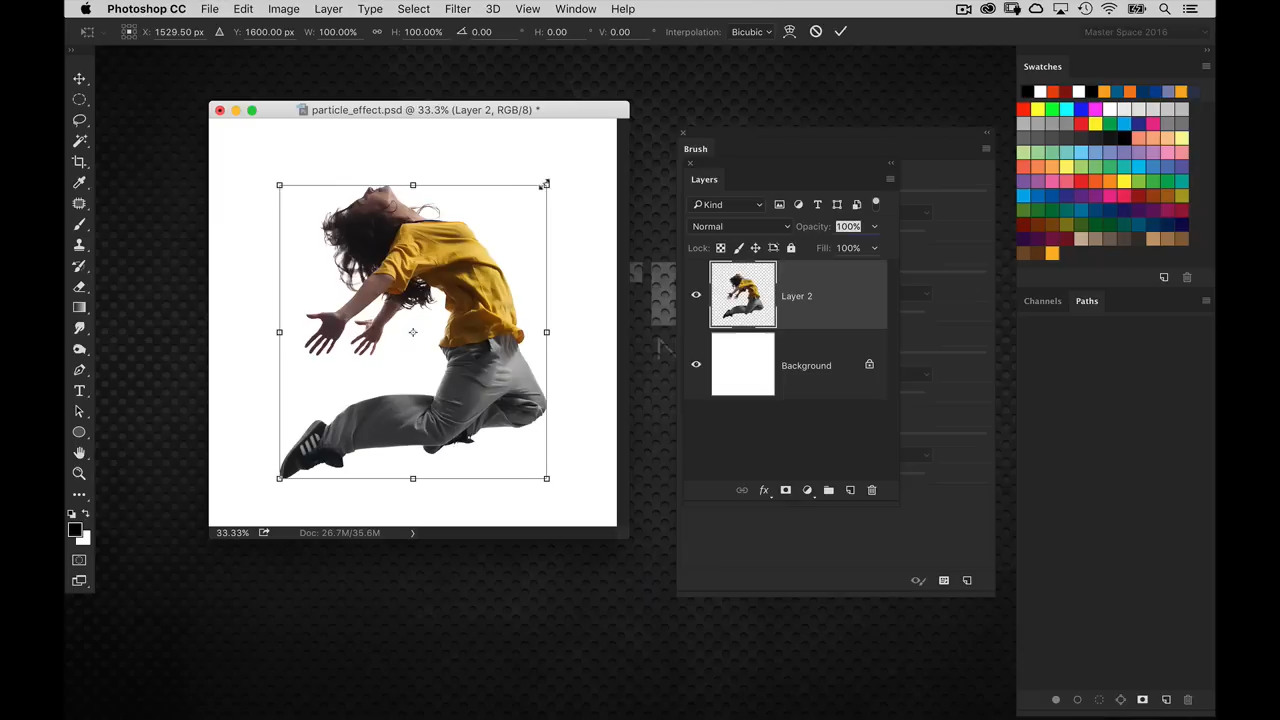 Photoshop CC File Edit Image Layer Type Select Filter 3D View Window Help
X: 1529.50 px Y: 1600.00 px W: 100.00% H: 100.00% 0.00 H: 0.00 V: 0.00 Interpolation: Bicubic Master Space 2016
Swatches
particle_effect.psd @ 33.3% (Layer 2, RGB/8) *
Brush
Layers
Kind
Normal Opacity: 100%
Lock: Fill: 100%
Layer 2
Background
Channels Paths
33.33% Doc: 26.7M/35.6M